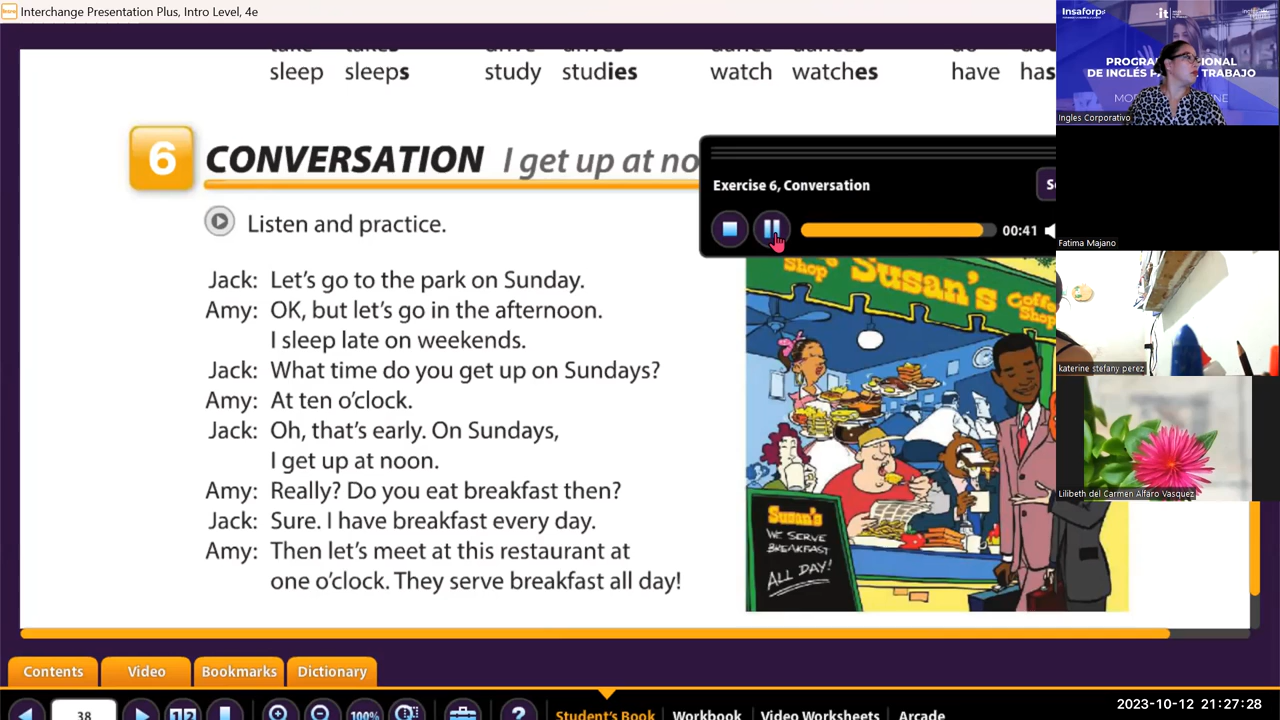 Interchange Presentation Plus, Intro Level, 4e
sleep sleeps study studies watch watches have has
6 CONVERSATION I get up at no
Listen and practice.
Jack: Let's go to the park on Sunday.
Amy: OK, but let's go in the afternoon.
I sleep late on weekends.
Jack: What time do you get up on Sundays?
Amy: At ten o'clock.
Jack: Oh, that's early. On Sundays,
I get up at noon.
Amy: Really? Do you eat breakfast then?
Jack: Sure. I have breakfast every day.
Amy: Then let's meet at this restaurant at
one o'clock. They serve breakfast all day!
Exercise 6, Conversation
00:41
Shop Susan's Coffee Shop
Susan's
WE SERVE
BREAKFAST
ALL DAY!
Insaforp
Ingles Corporativo
Fatima Majano
katerine stefany perez
Lilibeth del Carmen Alfaro Vasquez
Contents Video Bookmarks Dictionary
38 1 2 100% ? Student's Book Workbook Video Worksheets Arcade
2023-10-12 21:27:28